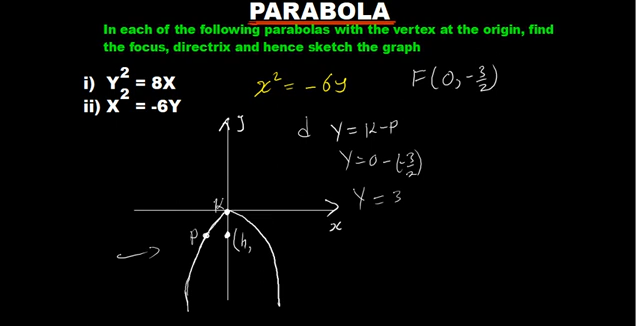 PARABOLA
In each of the following parabolas with the vertex at the origin, find
the focus, directrix and hence sketch the graph
i) Y² = 8X
ii) X² = -6Y
x² = -6y
F(0, -3/2)
d y = k-p
y = 0 - (-3/2)
y = 3
y
K
x
P
(h,